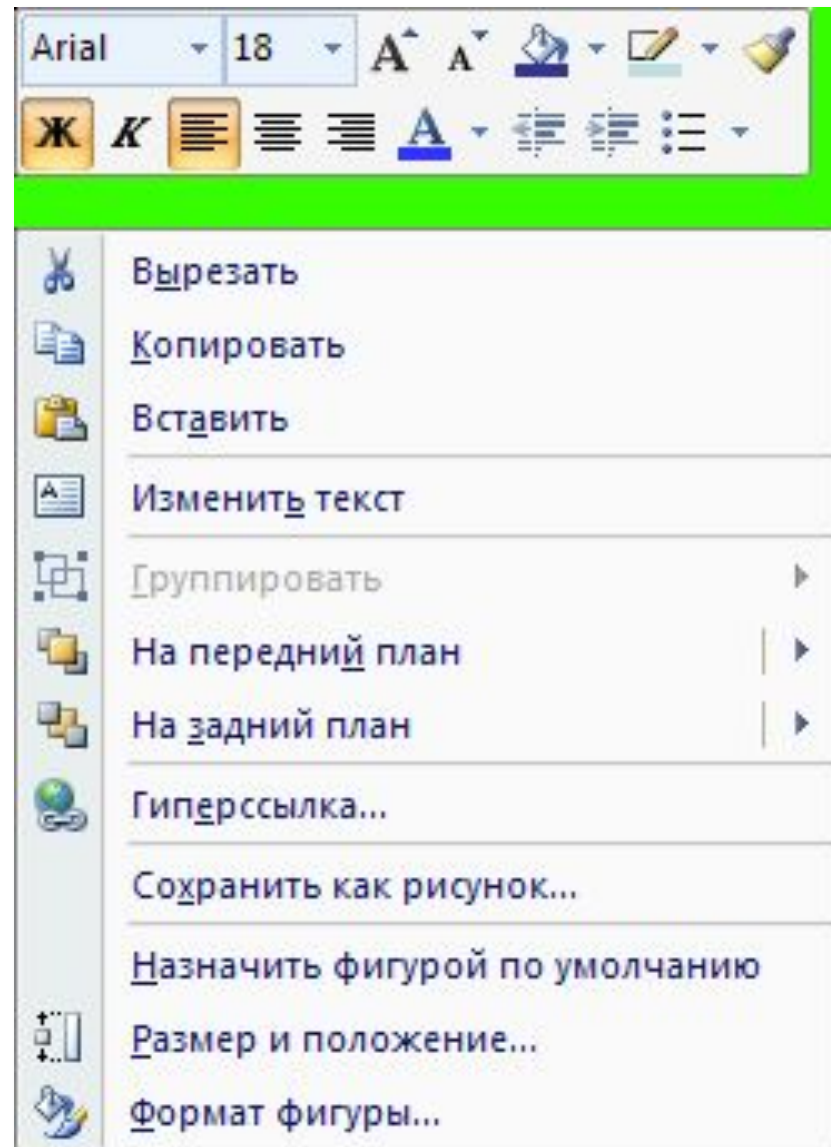 Arial 18 A A
Ж К А
Вырезать
Копировать
Вставить
Изменить текст
Группировать
На передний план
На задний план
Гиперссылка...
Сохранить как рисунок...
Назначить фигурой по умолчанию
Размер и положение...
Формат фигуры...